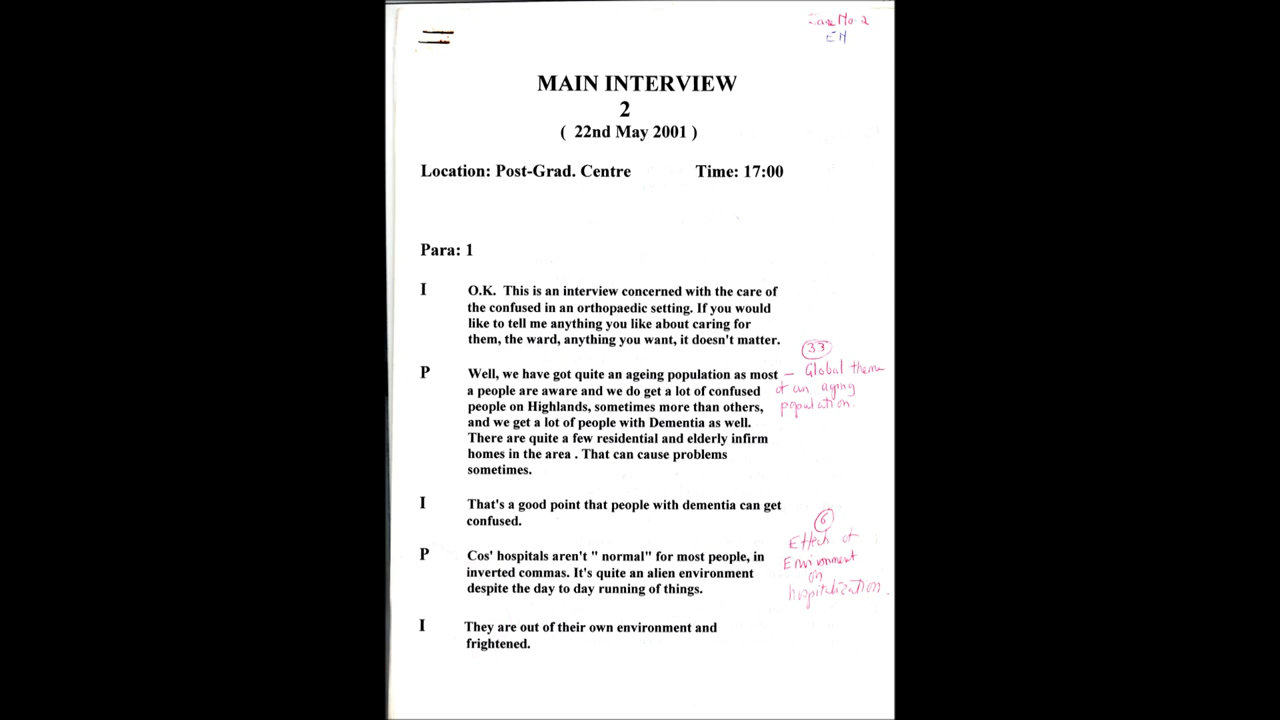 Case No. 2
EN
MAIN INTERVIEW
2
( 22nd May 2001 )
Location: Post-Grad. Centre Time: 17:00
Para: 1
I O.K. This is an interview concerned with the care of
the confused in an orthopaedic setting. If you would
like to tell me anything you like about caring for
them, the ward, anything you want, it doesn't matter.
33
P Well, we have got quite an ageing population as most – Global theme
a people are aware and we do get a lot of confused of an aging
people on Highlands, sometimes more than others, population.
and we get a lot of people with Dementia as well.
There are quite a few residential and elderly infirm
homes in the area . That can cause problems
sometimes.
I That's a good point that people with dementia can get
confused.
6
Effect of
P Cos' hospitals aren't " normal" for most people, in Environment
inverted commas. It's quite an alien environment on
despite the day to day running of things. hospitalization.
I They are out of their own environment and
frightened.